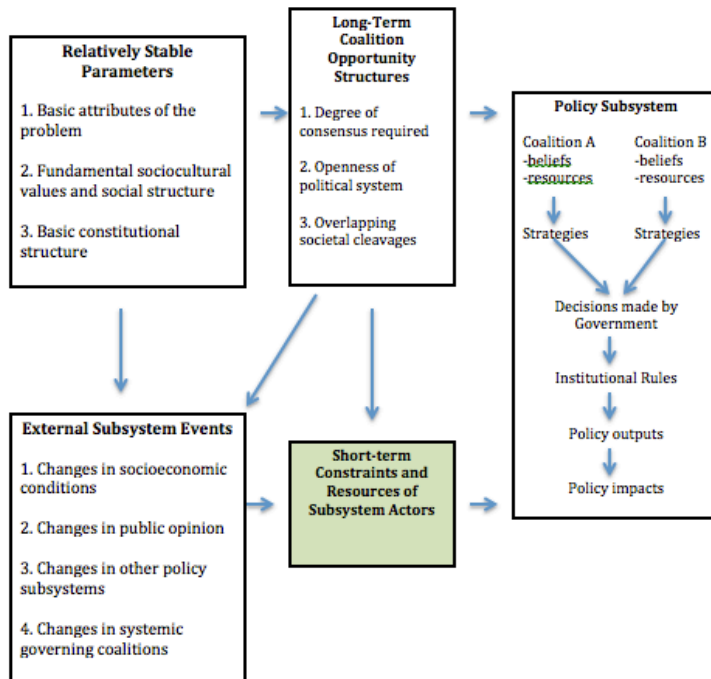 Relatively Stable
Parameters
1. Basic attributes of the
problem
2. Fundamental sociocultural
values and social structure
3. Basic constitutional
structure
Long-Term
Coalition
Opportunity
Structures
1. Degree of
consensus required
2. Openness of
political system
3. Overlapping
societal cleavages
Policy Subsystem
Coalition A
-beliefs
-resources
Coalition B
-beliefs
-resources
Strategies
Strategies
Decisions made by
Government
Institutional Rules
Policy outputs
Policy impacts
External Subsystem Events
1. Changes in socioeconomic
conditions
2. Changes in public opinion
3. Changes in other policy
subsystems
4. Changes in systemic
governing coalitions
Short-term
Constraints and
Resources of
Subsystem Actors